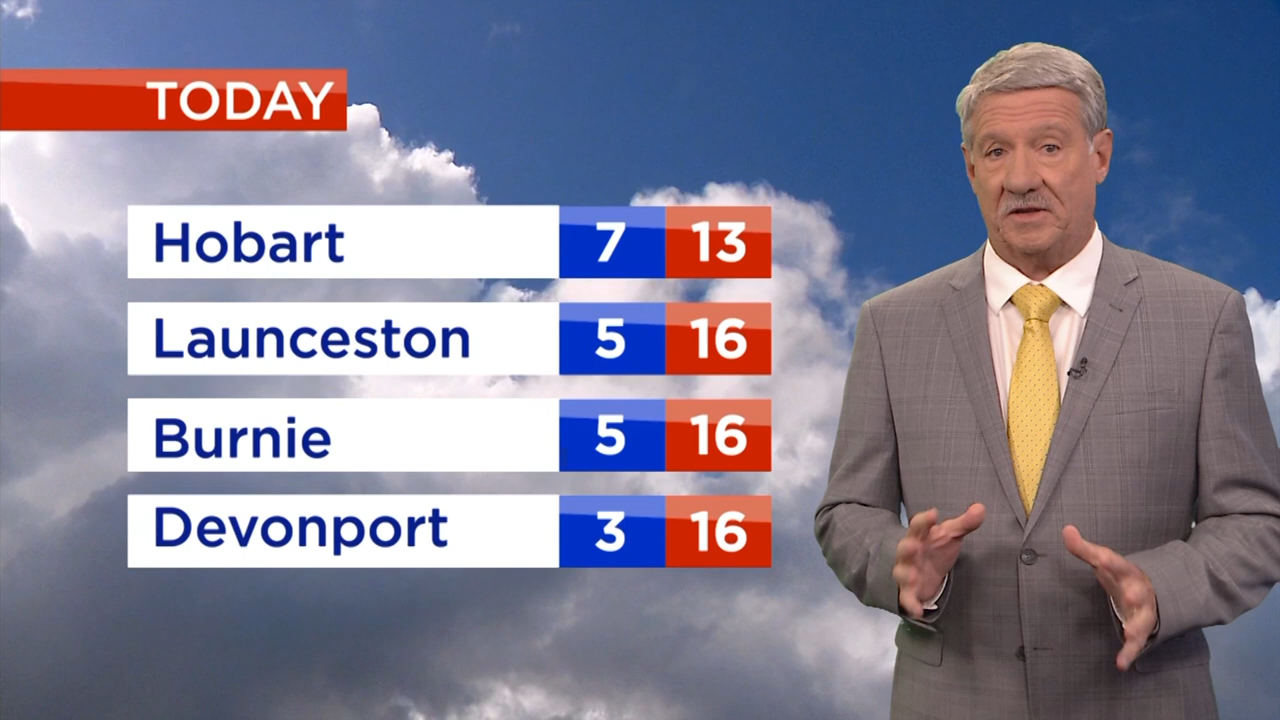 TODAY
Hobart 7 13
Launceston 5 16
Burnie 5 16
Devonport 3 16